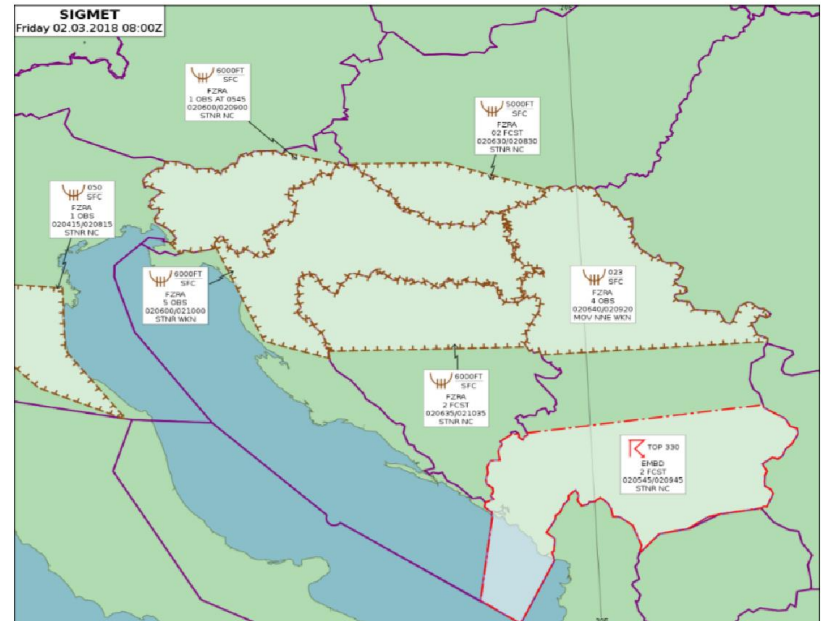 SIGMET
Friday 02.03.2018 08:00Z
6000FT
SFC
FZRA
1 OBS AT 0545
020600/020900
STNR NC
5000FT
SFC
FZRA
02 FCST
020630/020830
STNR NC
050
SFC
FZRA
1 OBS
020415/020815
STNR NC
6000FT
SFC
FZRA
5 OBS
020600/021000
STNR WKN
023
SFC
FZRA
4 OBS
020640/020920
MOV NNE WKN
6000FT
SFC
FZRA
2 FCST
020635/021035
STNR NC
TOP 330
EMBD
2 FCST
020545/020945
STNR NC